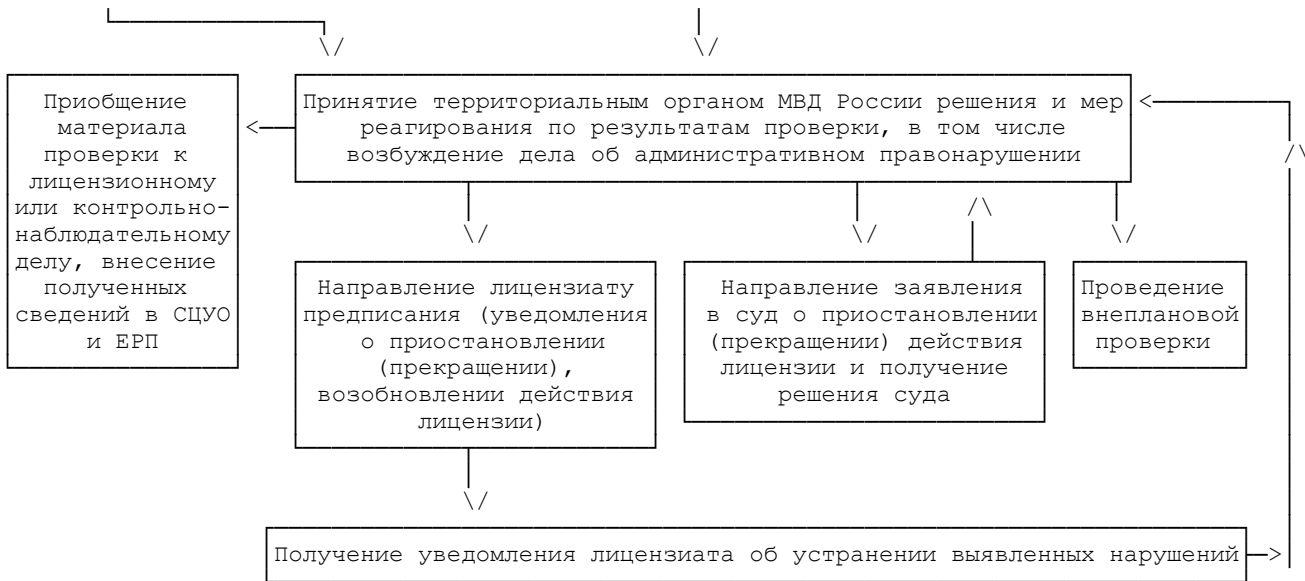 Приобщение
материала
проверки к
лицензионному
или контрольно-
наблюдательному
делу, внесение
полученных
сведений в СЦУО
и ЕРП
Принятие территориальным органом МВД России решения и мер
реагирования по результатам проверки, в том числе
возбуждение дела об административном правонарушении
Направление лицензиату
предписания (уведомления
о приостановлении
(прекращении),
возобновлении действия
лицензии)
Направление заявления
в суд о приостановлении
(прекращении) действия
лицензии и получение
решения суда
Проведение
внеплановой
проверки
Получение уведомления лицензиата об устранении выявленных нарушений